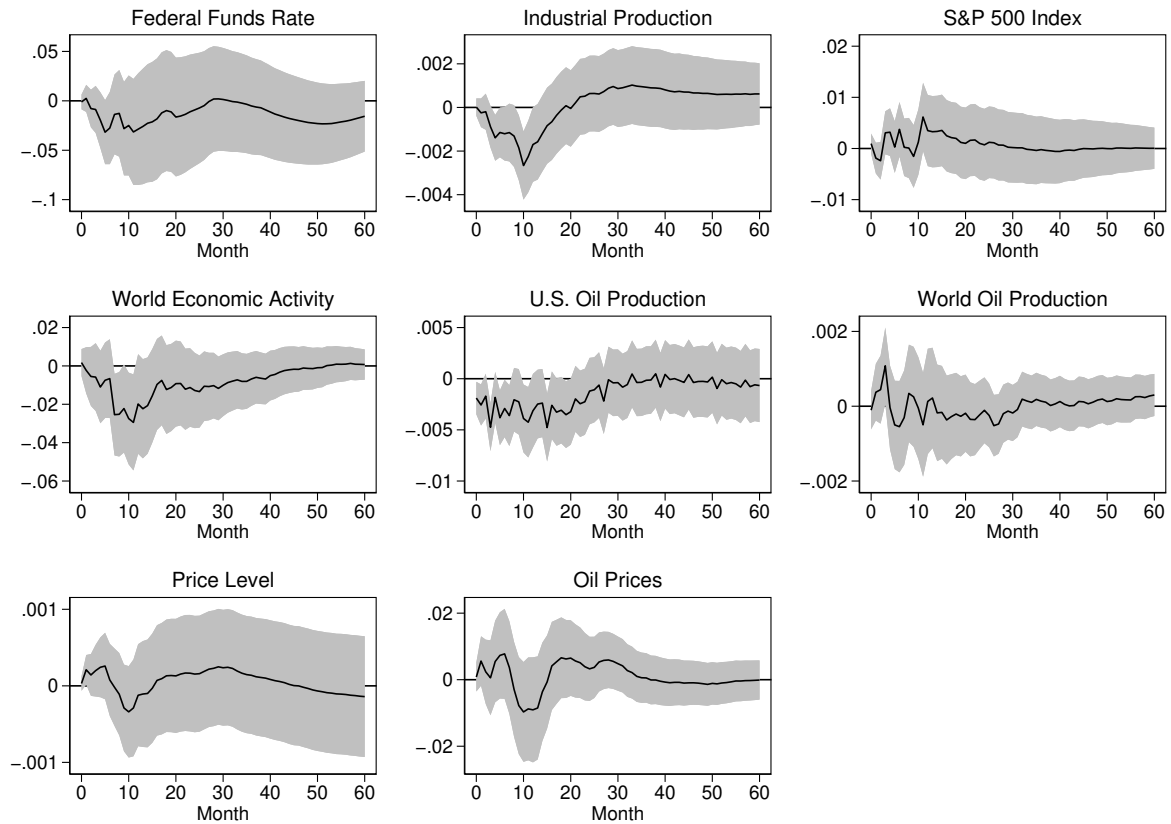 Federal Funds Rate
.05
0
−.05
−.1
0 10 20 30 40 50 60
Month
Industrial Production
.002
0
−.002
−.004
0 10 20 30 40 50 60
Month
S&P 500 Index
.02
.01
0
−.01
0 10 20 30 40 50 60
Month
World Economic Activity
.02
0
−.02
−.04
−.06
0 10 20 30 40 50 60
Month
U.S. Oil Production
.005
0
−.005
−.01
0 10 20 30 40 50 60
Month
World Oil Production
.002
0
−.002
0 10 20 30 40 50 60
Month
Price Level
.001
0
−.001
0 10 20 30 40 50 60
Month
Oil Prices
.02
0
−.02
0 10 20 30 40 50 60
Month